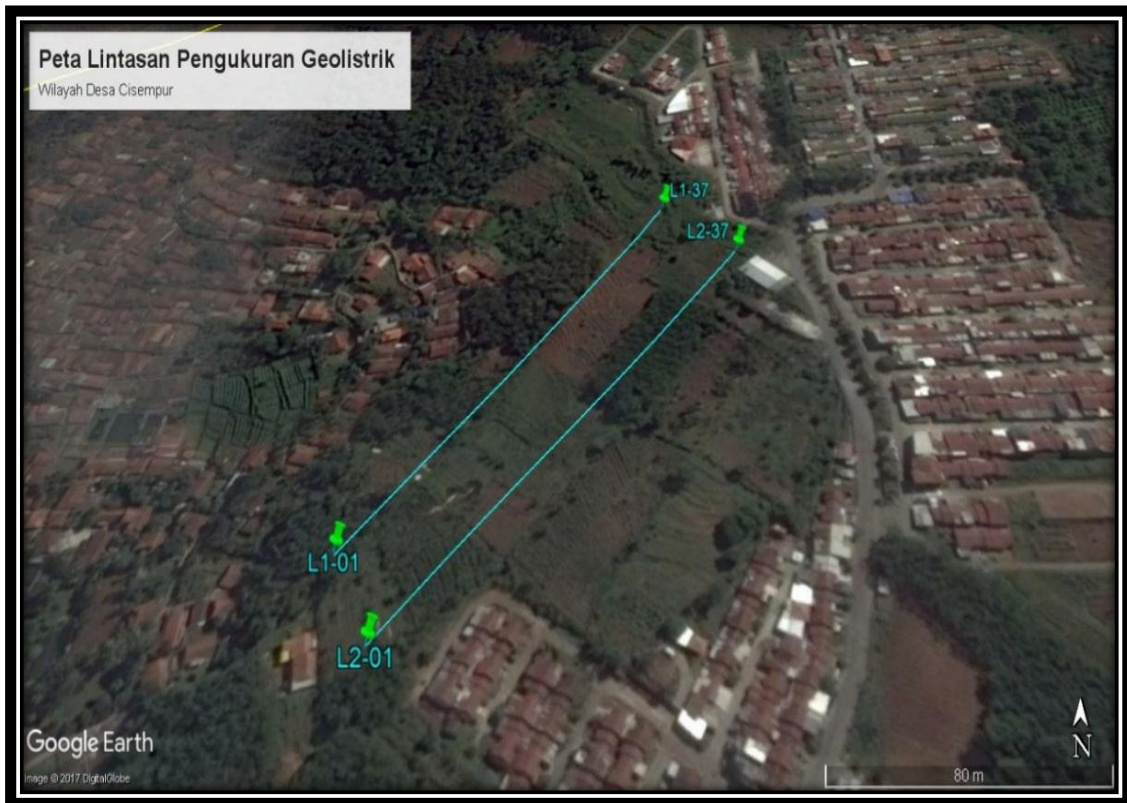 Peta Lintasan Pengukuran Geolistrik
Wilayah Desa Cisempur
L1-37
L2-37
L1-01
L2-01
Google Earth
Image © 2017 DigitalGlobe
N
80 m